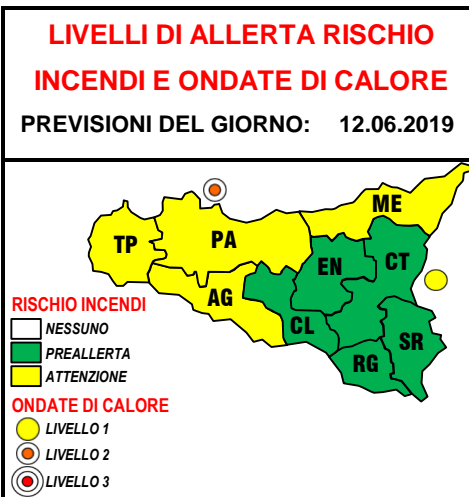 LIVELLI DI ALLERTA RISCHIO
INCENDI E ONDATE DI CALORE
PREVISIONI DEL GIORNO: 12.06.2019
ME
TP
PA
EN
CT
AG
CL
SR
RG
RISCHIO INCENDI
NESSUNO
PREALLERTA
ATTENZIONE
ONDATE DI CALORE
LIVELLO 1
LIVELLO 2
LIVELLO 3